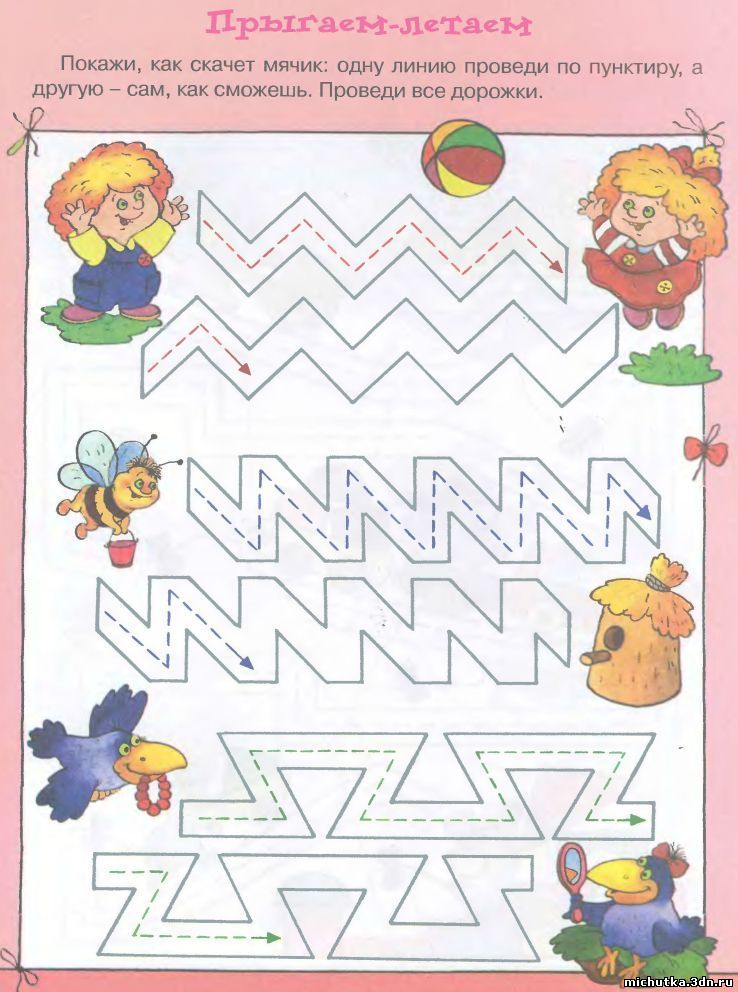 Прыгаем-летаем
Покажи, как скачет мячик: одну линию проведи по пунктиру, а
другую – сам, как сможешь. Проведи все дорожки.
michutka.3dn.ru